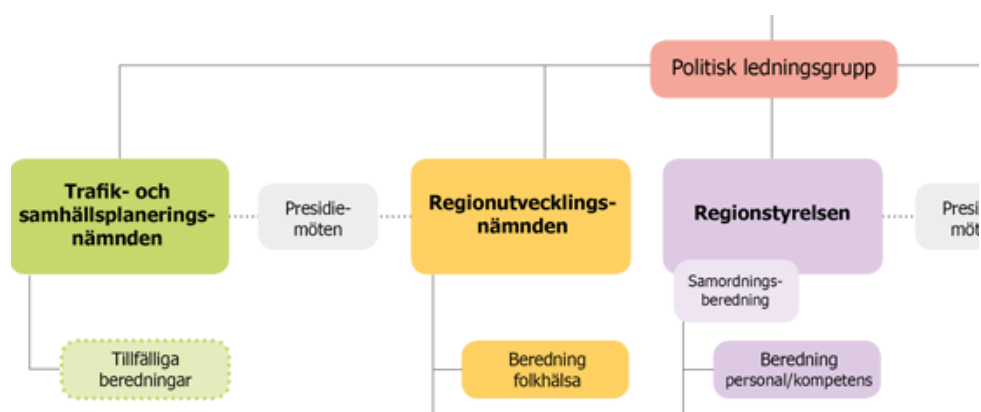 Politisk ledningsgrupp
Trafik- och
samhällsplanerings-
nämnden
Presidie-
möten
Regionutvecklings-
nämnden
Regionstyrelsen
Samordnings-
beredning
Tillfälliga
beredningar
Beredning
folkhälsa
Beredning
personal/kompetens